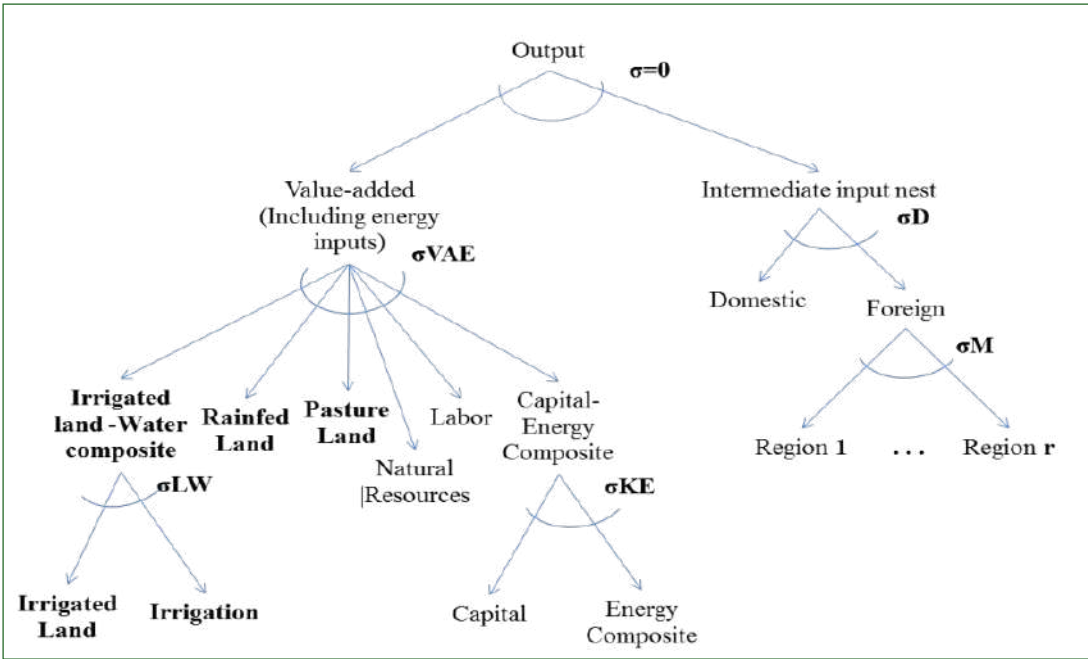 Output
σ=0
Value-added
(Including energy
inputs)
σVAE
Intermediate input nest
σD
Domestic
Foreign
σM
Region 1
. . .
Region r
Irrigated
land -Water
composite
Rainfed
Land
Pasture
Land
Labor
Natural
|Resources
Capital-
Energy
Composite
σLW
σKE
Irrigated
Land
Irrigation
Capital
Energy
Composite